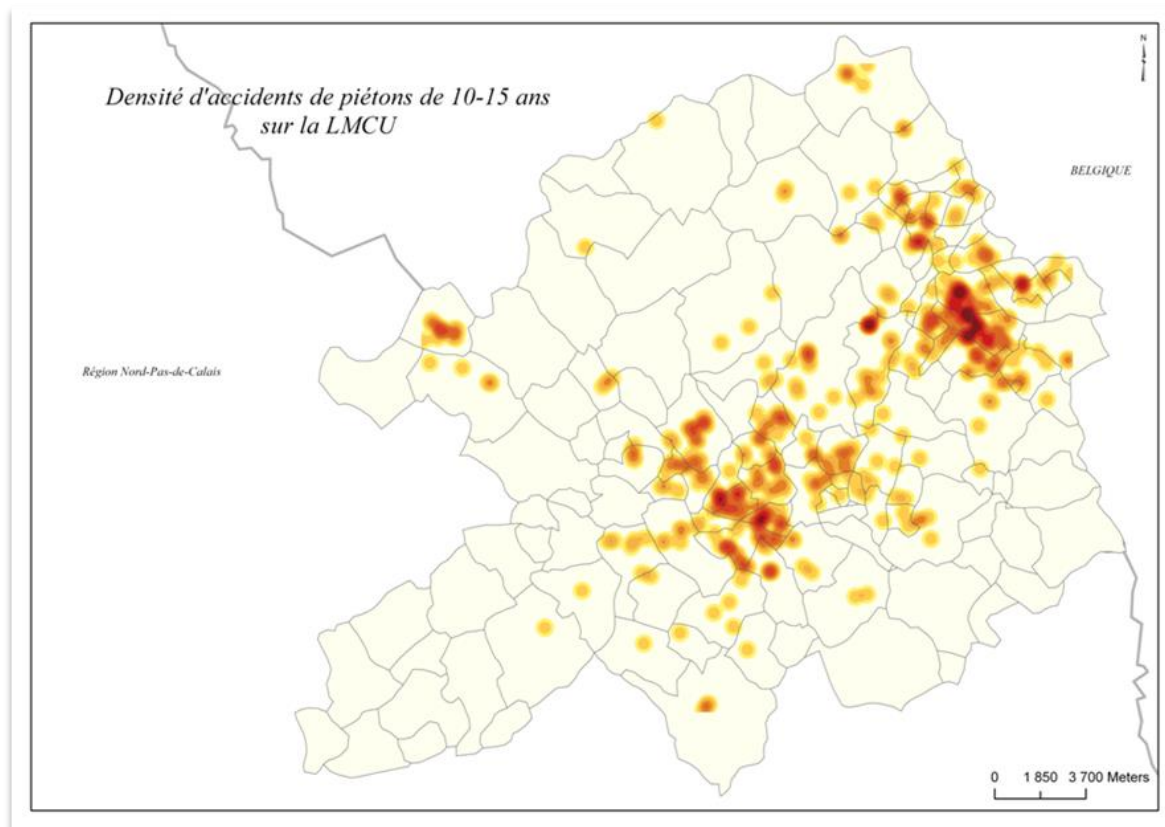 Densité d'accidents de piétons de 10-15 ans
sur la LMCU
N
BELGIQUE
Région Nord-Pas-de-Calais
0 1 850 3 700 Meters